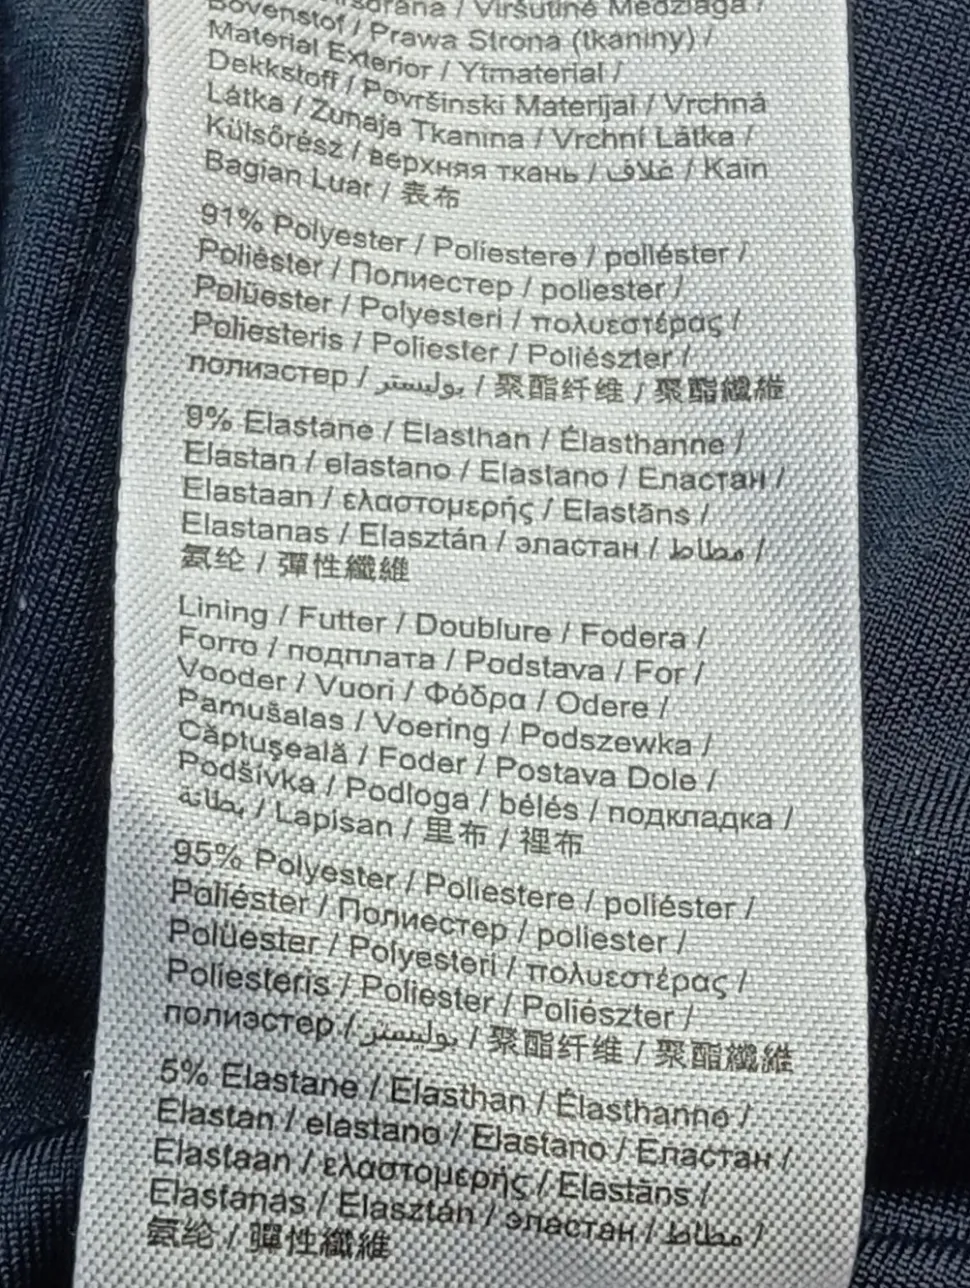 Viršutinė Medžiaga /
Bovenstof / Prawa Strona (tkaniny) /
Material Exterior / Ytmaterial /
Dekkstoff / Površinski Materijal / Vrchná
Látka / Zunaja Tkanina / Vrchní Látka /
Külsőrész / верхняя ткань / غلاف / Kain
Bagian Luar / 表布
91% Polyester / Poliestere / poliéster /
Poliéster / Полиестер / poliester /
Polüester / Polyesteri / πολυεστέρας /
Poliesteris / Poliester / Poliészter /
полиэстер / بوليستر / 聚酯纤维 / 聚酯纖維
9% Elastane / Elasthan / Élasthanne /
Elastan / elastano / Elastano / Еластан /
Elastaan / ελαστομερής / Elastāns /
Elastanas / Elasztán / эластан / مطاط /
氨纶 / 彈性纖維
Lining / Futter / Doublure / Fodera /
Forro / подплата / Podstava / For /
Vooder / Vuori / Φόδρα / Odere /
Pamušalas / Voering / Podszewka /
Căptuşeală / Foder / Postava Dole /
Podšívka / Podloga / bélés / подкладка /
بطانة / Lapisan / 里布 / 裡布
95% Polyester / Poliestere / poliéster /
Poliéster / Полиестер / poliester /
Polüester / Polyesteri / πολυεστέρας /
Poliesteris / Poliester / Poliészter /
полиэстер / بوليستر / 聚酯纤维 / 聚酯纖維
5% Elastane / Elasthan / Élasthanne /
Elastan / elastano / Elastano / Еластан /
Elastaan / ελαστομερής / Elastāns /
Elastanas / Elasztán / эластан / مطاط /
氨纶 / 彈性纖維